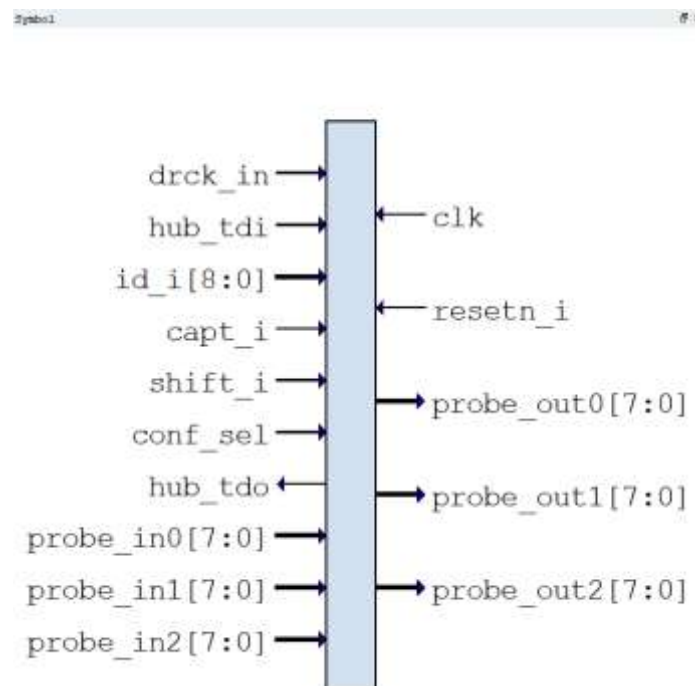 Symbol
drck_in
hub_tdi
id_i[8:0]
capt_i
shift_i
conf_sel
hub_tdo
probe_in0[7:0]
probe_in1[7:0]
probe_in2[7:0]
clk
resetn_i
probe_out0[7:0]
probe_out1[7:0]
probe_out2[7:0]